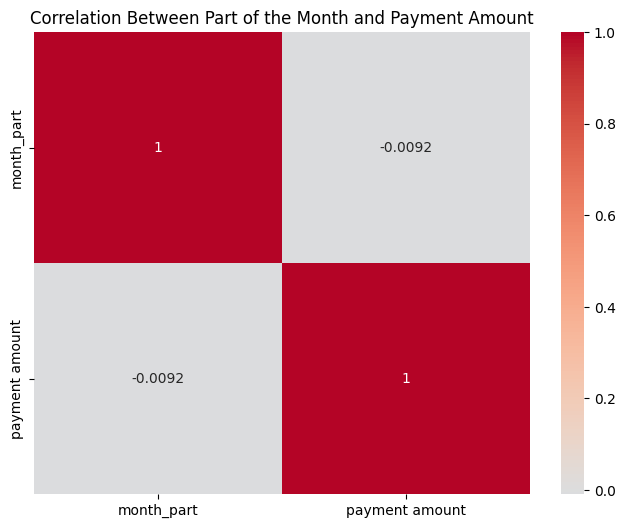 Correlation Between Part of the Month and Payment Amount
month_part
1
-0.0092
payment amount
-0.0092
1
month_part
payment amount
1.0
0.8
0.6
0.4
0.2
0.0